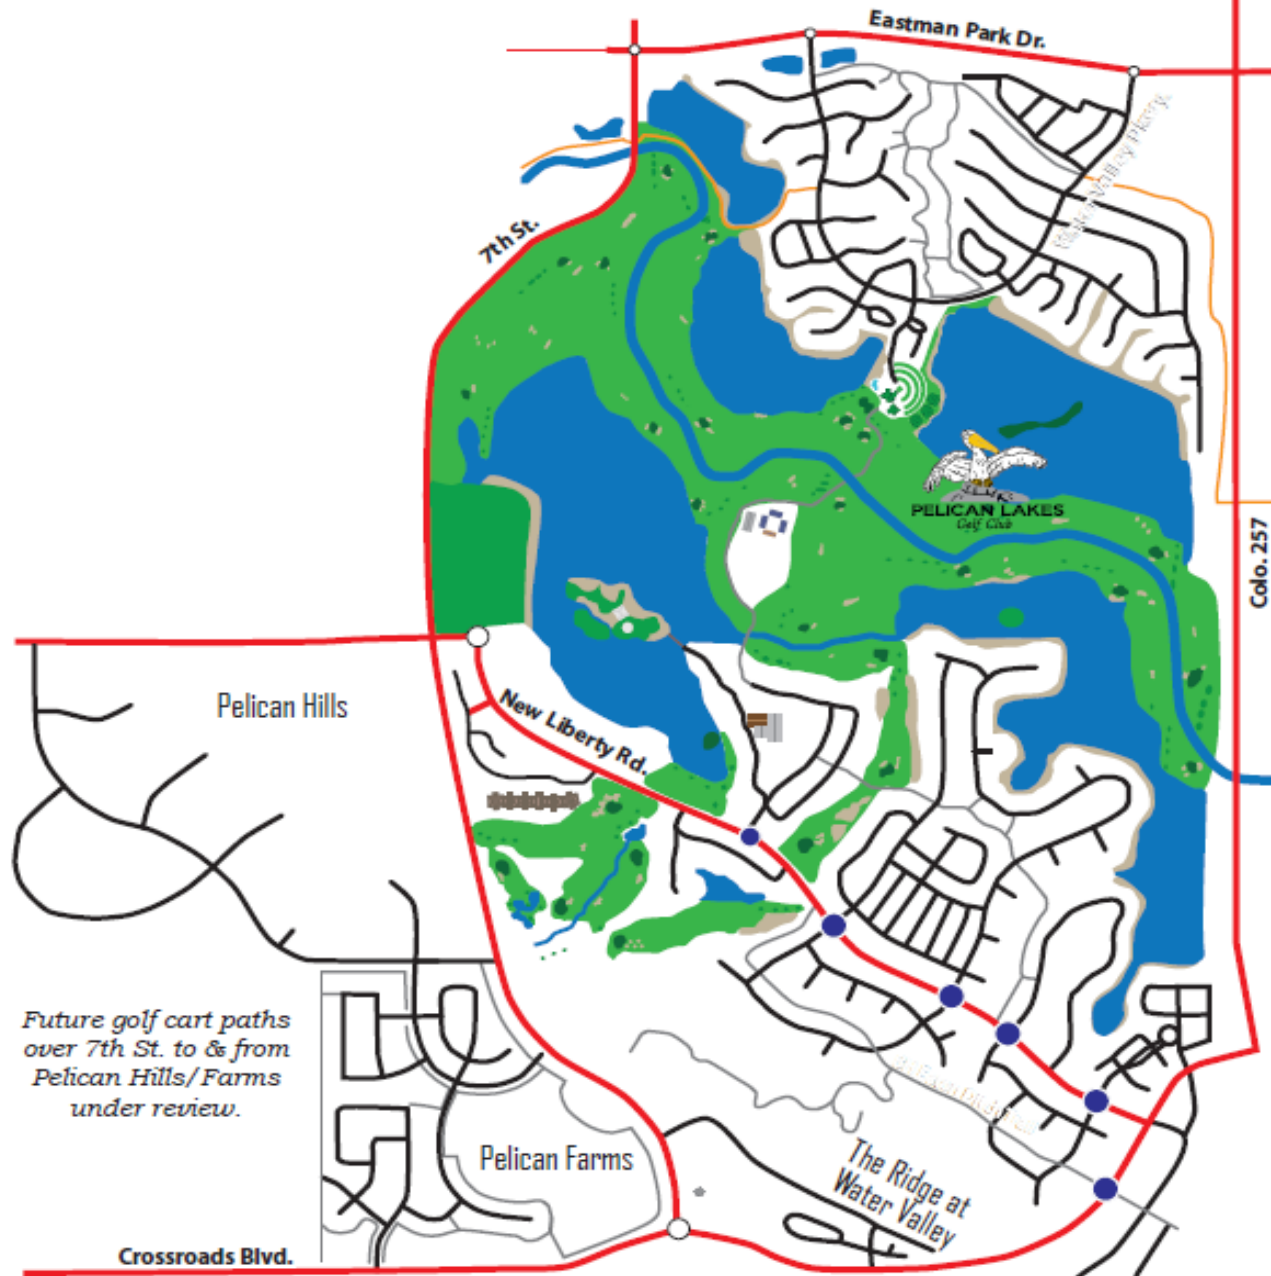 Eastman Park Dr.
7th St.
PELICAN LAKES
Golf Club
Colo. 257
Pelican Hills
New Liberty Rd.
Future golf cart paths
over 7th St. to & from
Pelican Hills/Farms
under review.
Pelican Farms
The Ridge at
Water Valley
Crossroads Blvd.